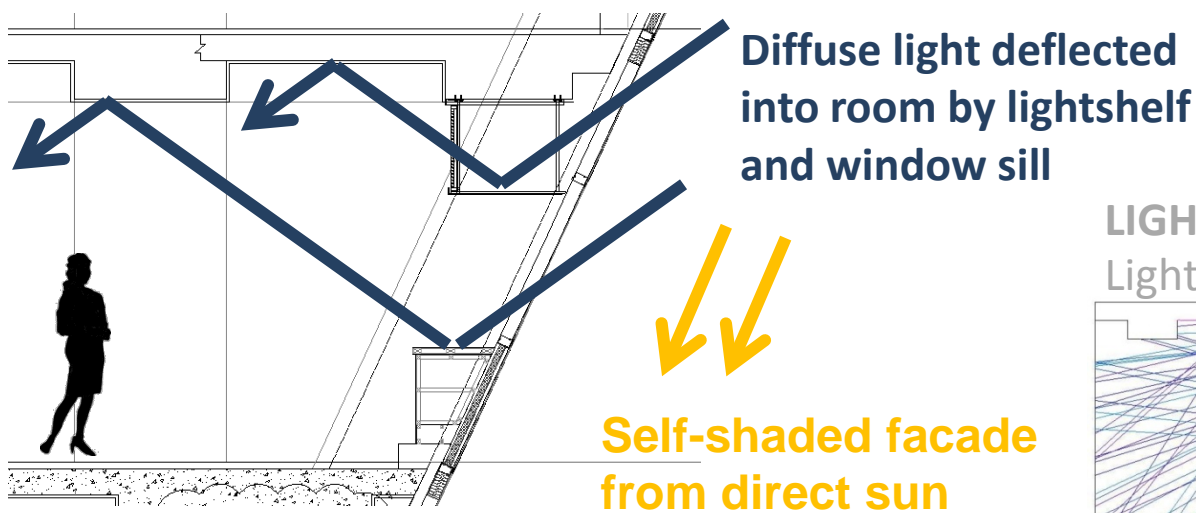 Diffuse light deflected
into room by lightshelf
and window sill
LIGH
Light
Self-shaded facade
from direct sun